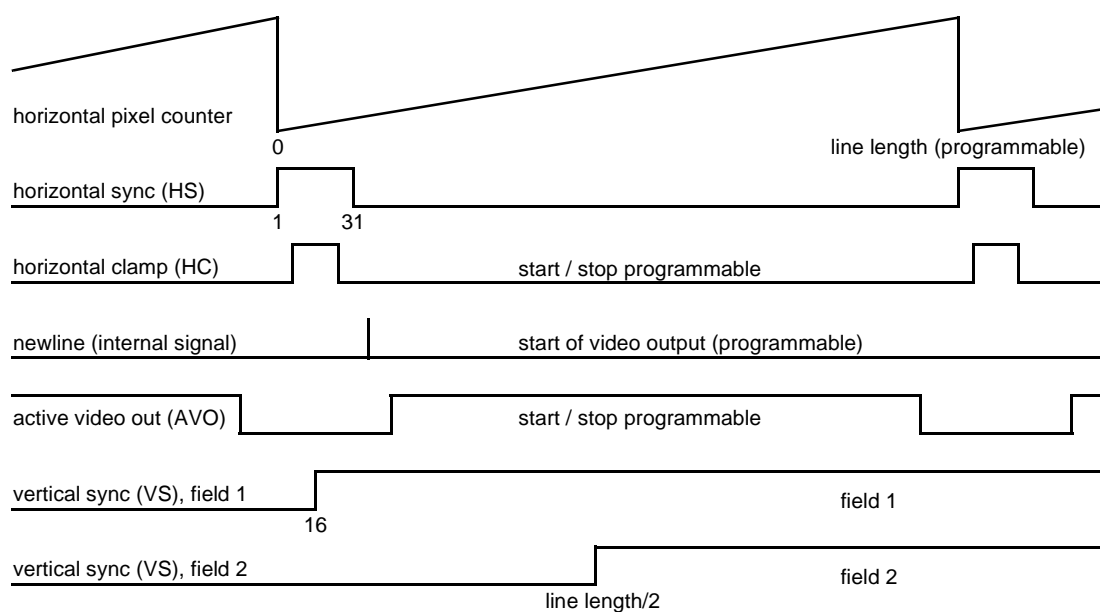 horizontal pixel counter
0
line length (programmable)
horizontal sync (HS)
1 31
horizontal clamp (HC) start / stop programmable
newline (internal signal) start of video output (programmable)
active video out (AVO) start / stop programmable
vertical sync (VS), field 1 field 1
16
vertical sync (VS), field 2 field 2
line length/2